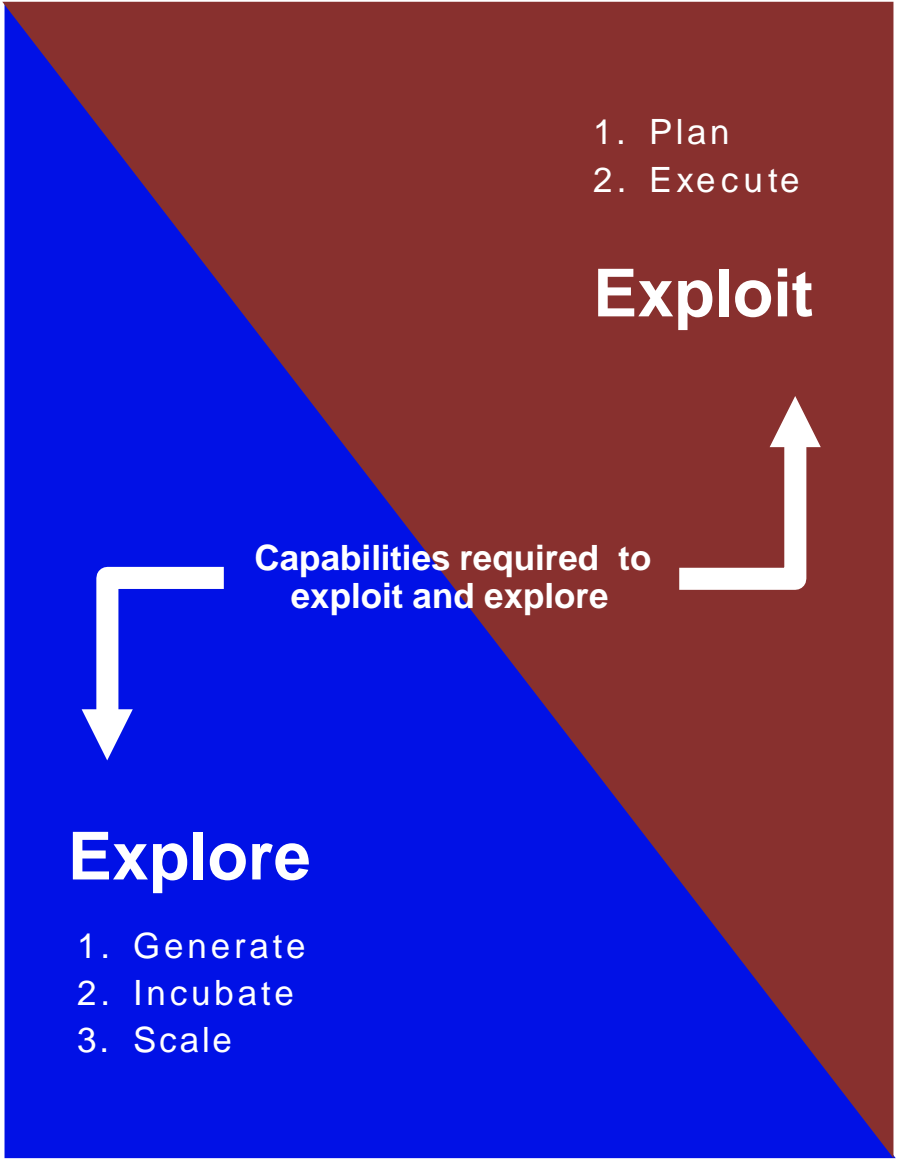 1. Plan
2. Execute
Exploit
Capabilities required to
exploit and explore
Explore
1. Generate
2. Incubate
3. Scale